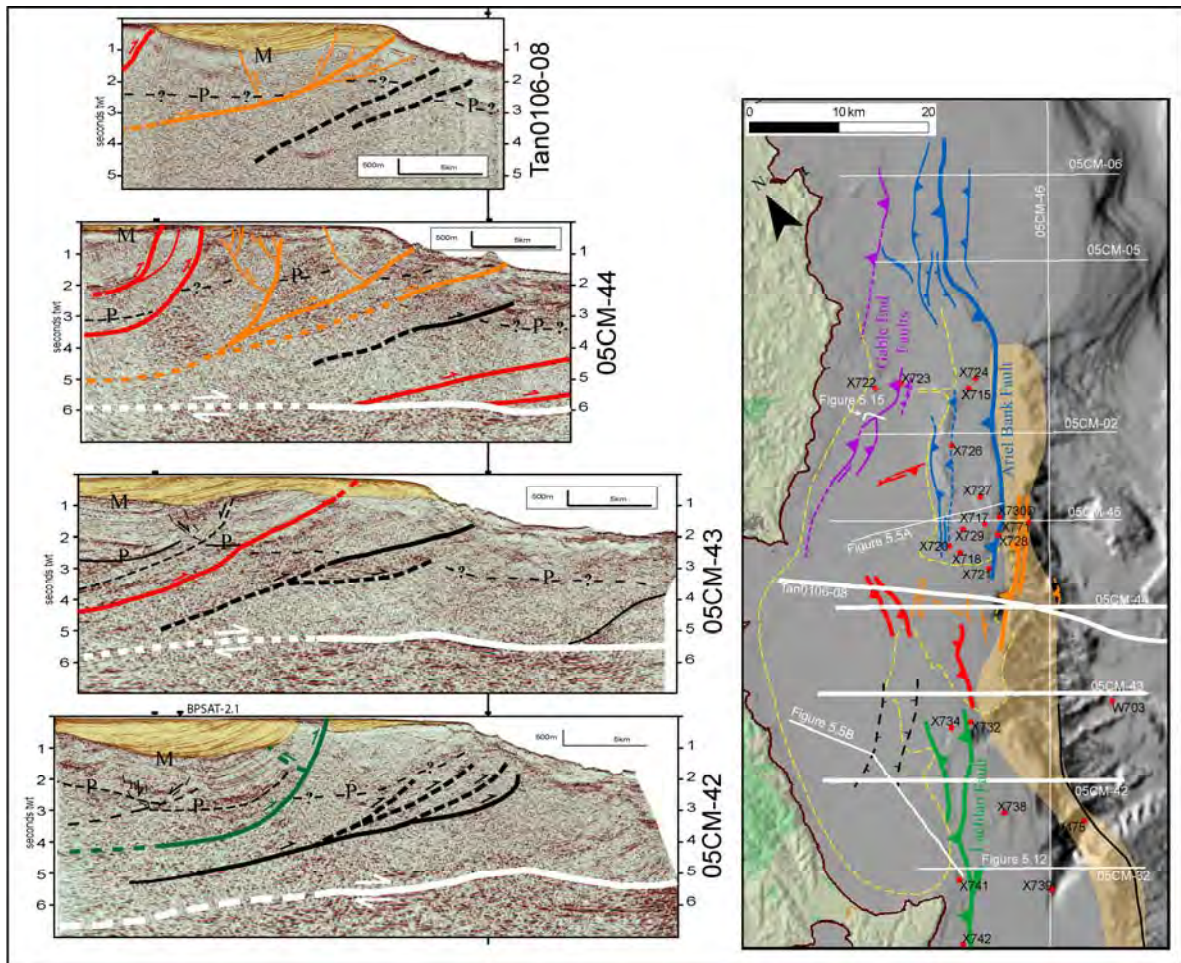 M
? P ?
?
P ?
seconds twt
1
2
3
4
5
1
2
3
4
5
500m 5km
Tan0106-08
M
P
?
P
? P ?
seconds twt
1
2
3
4
5
6
1
2
3
4
5
6
500m 5km
05CM-44
M
P
?
? P ?
seconds twt
1
2
3
4
5
6
1
2
3
4
5
6
500m 5km
05CM-43
BPSAT-2.1
M
P
? P
?
seconds twt
1
2
3
4
5
6
1
2
3
4
5
6
500m 5km
05CM-42
0 10 20
km
N
05CM-06
05CM-46
05CM-05
Gable End
Faults
X722
X723
X724
X715
Figure 5.15
05CM-02
Ariel Bank Fault
X726
X727
X717
X730
X77
05CM-45
X729
X728
Figure 5.5A
X720
X718
X721
Tan0106-08
05CM-44
05CM-43
W703
X734
X732
Figure 5.5B
05CM-42
Lachlan Fault
X738
X75
Figure 5.12
05CM-32
X741
X739
X742